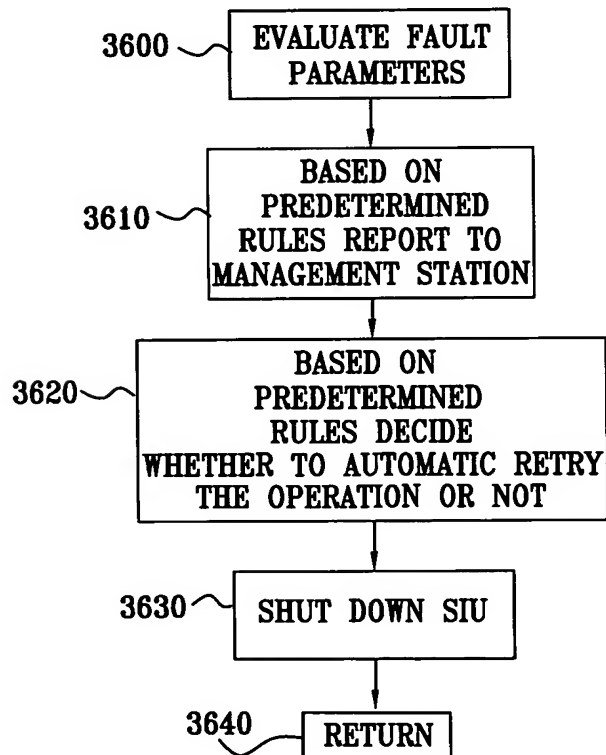 3600
EVALUATE FAULT
PARAMETERS
3610
BASED ON
PREDETERMINED
RULES REPORT TO
MANAGEMENT STATION
3620
BASED ON
PREDETERMINED
RULES DECIDE
WHETHER TO AUTOMATIC RETRY
THE OPERATION OR NOT
3630
SHUT DOWN SIU
3640
RETURN